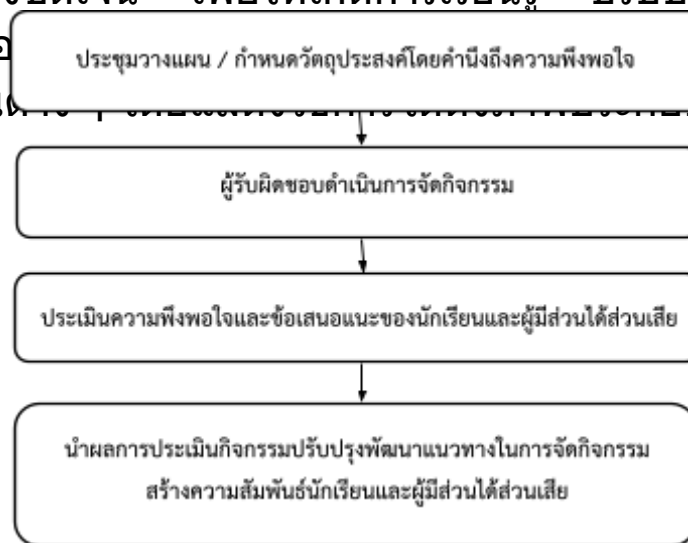 ประชุมวางแผน / กำหนดวัตถุประสงค์โดยคำนึงถึงความพึงพอใจ
ผู้รับผิดชอบดำเนินการจัดกิจกรรม
ประเมินความพึงพอใจและข้อเสนอแนะของนักเรียนและผู้มีส่วนได้ส่วนเสีย
นำผลการประเมินกิจกรรมปรับปรุงพัฒนาแนวทางในการจัดกิจกรรม
สร้างความสัมพันธ์นักเรียนและผู้มีส่วนได้ส่วนเสีย